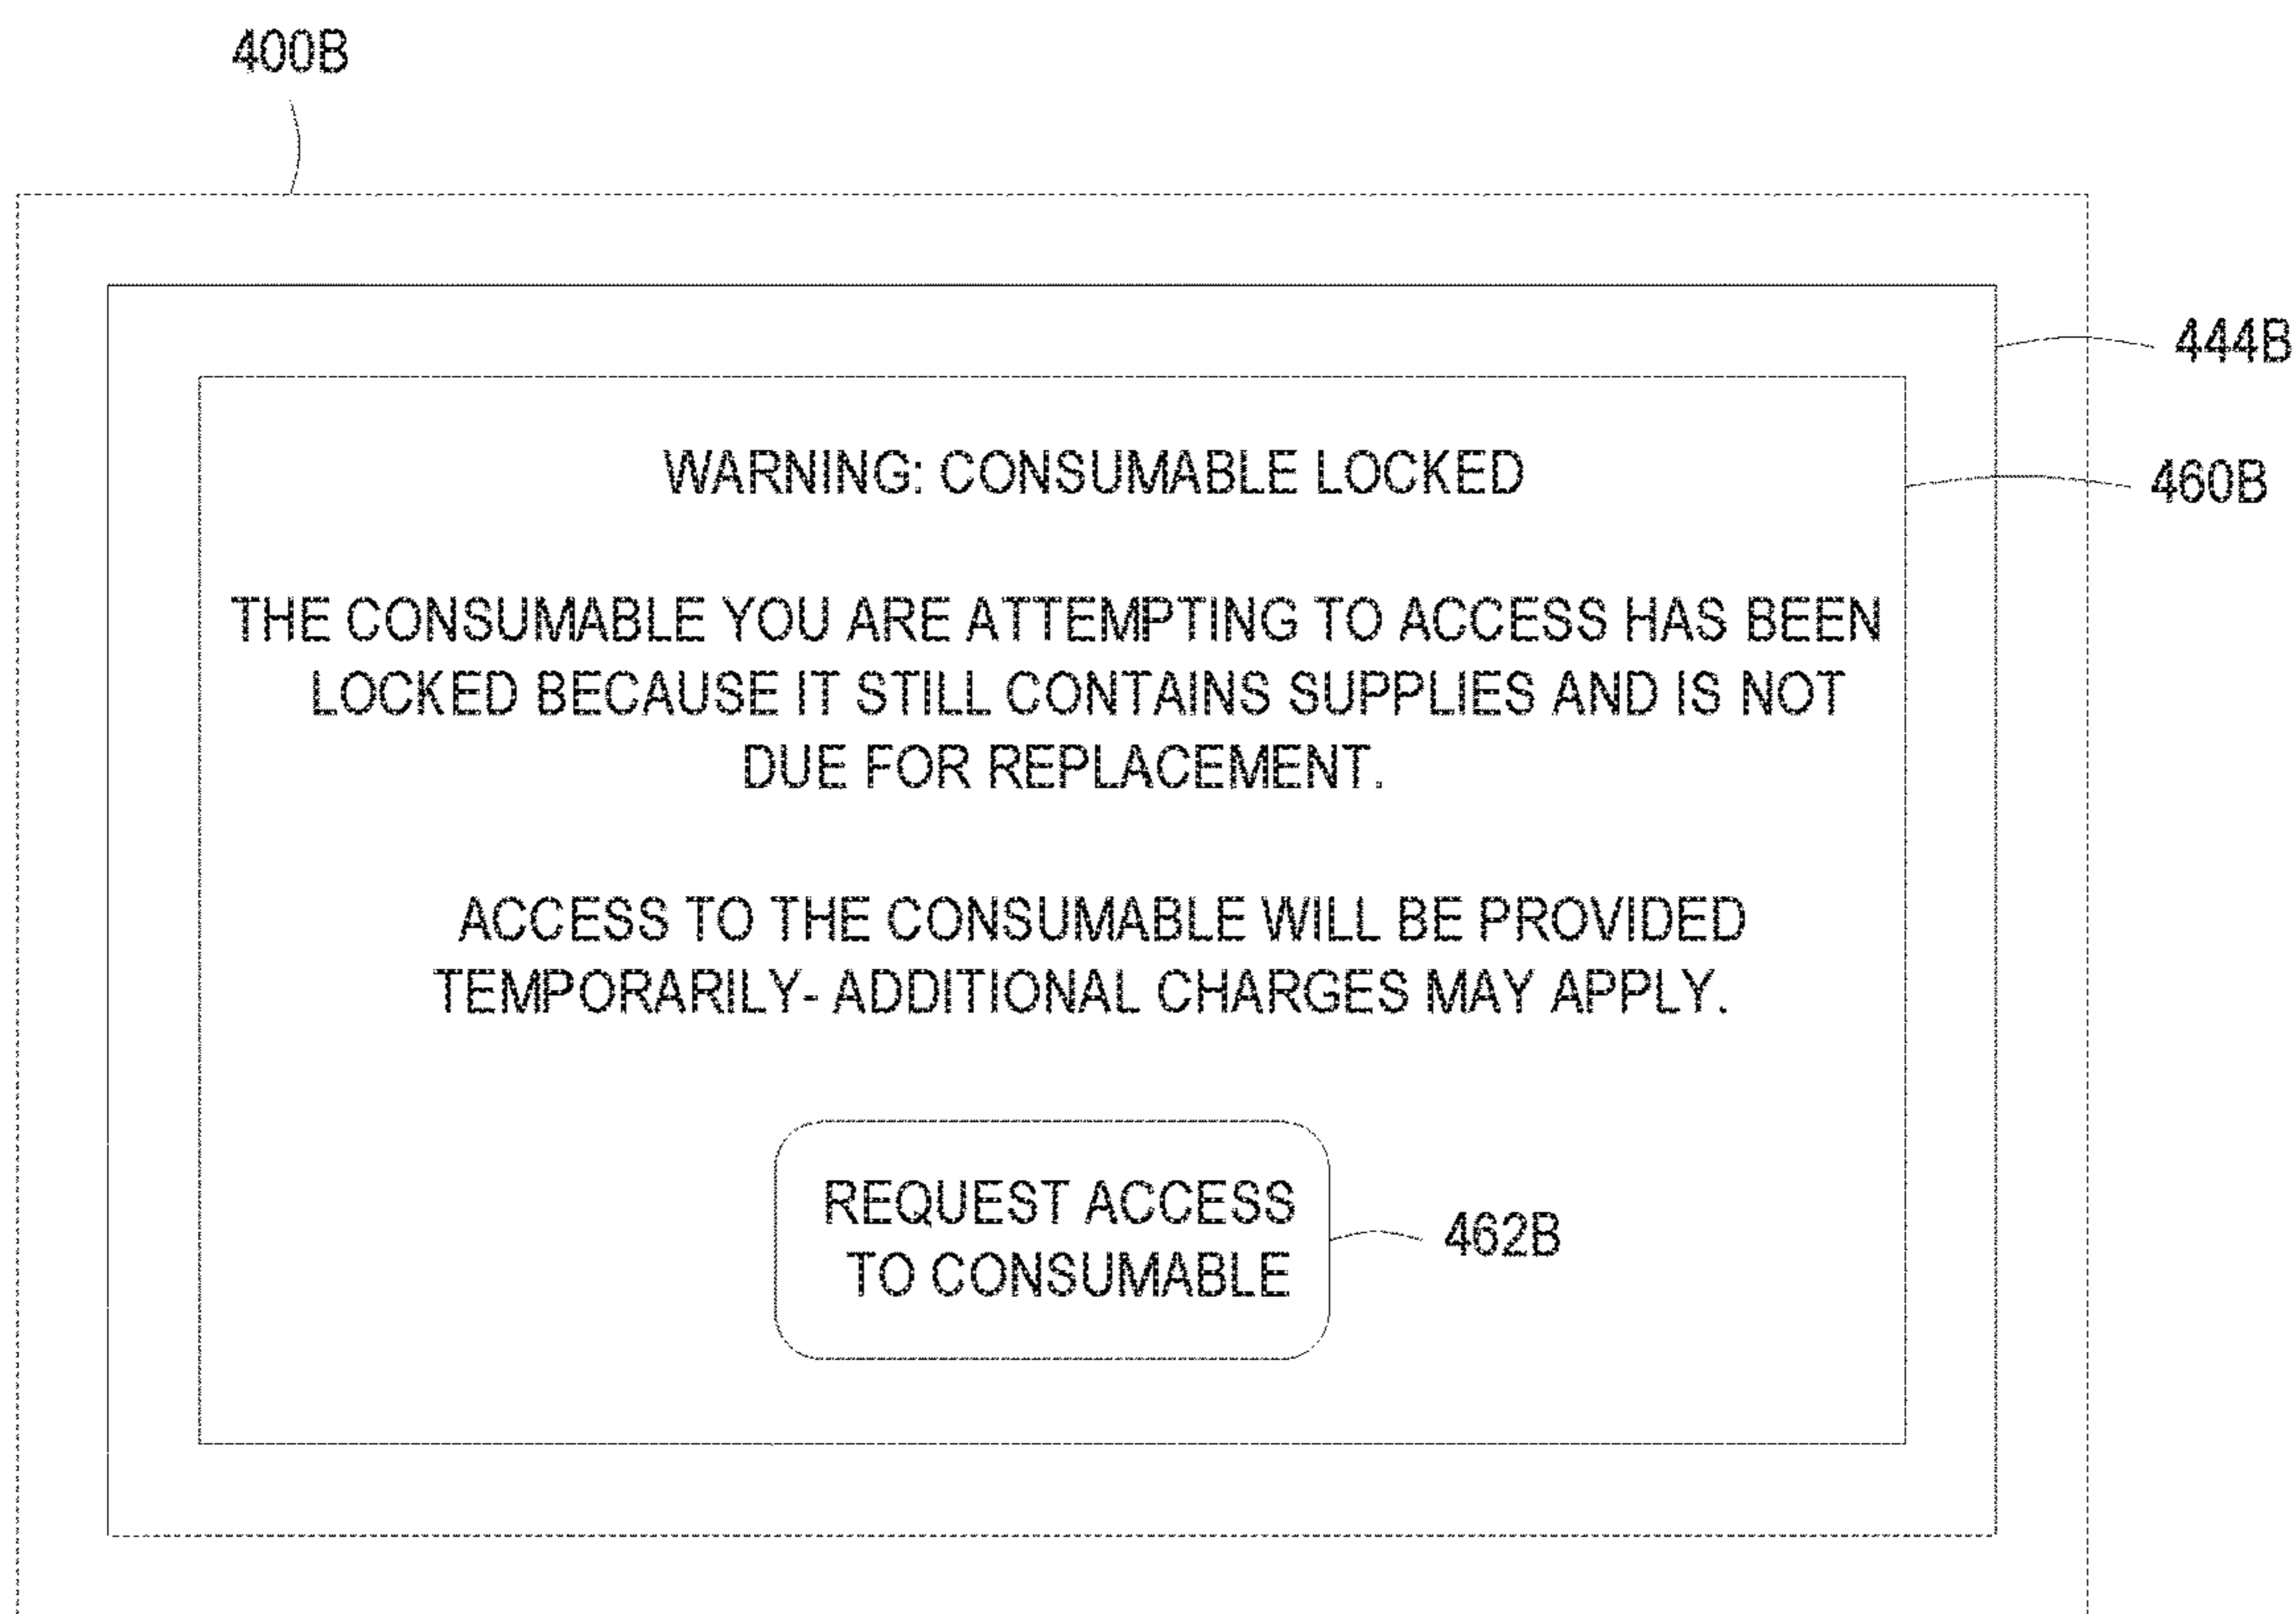 400B
444B
WARNING: CONSUMABLE LOCKED
460B
THE CONSUMABLE YOU ARE ATTEMPTING TO ACCESS HAS BEEN
LOCKED BECAUSE IT STILL CONTAINS SUPPLIES AND IS NOT
DUE FOR REPLACEMENT.
ACCESS TO THE CONSUMABLE WILL BE PROVIDED
TEMPORARILY- ADDITIONAL CHARGES MAY APPLY.
REQUEST ACCESS
TO CONSUMABLE
462B